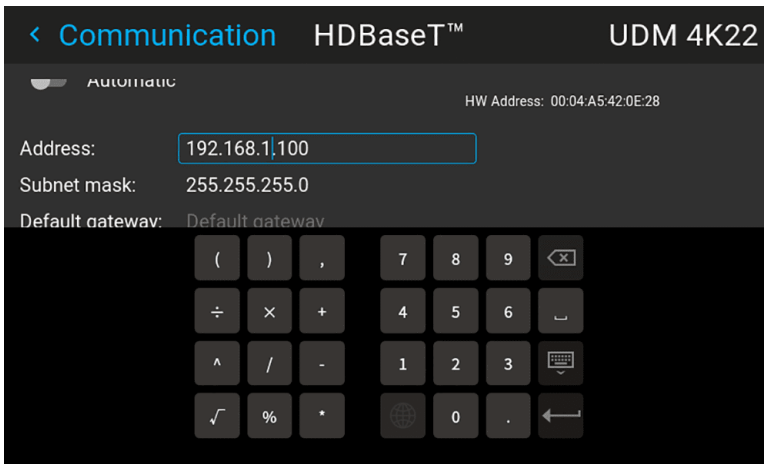 ‹ Communication HDBaseT™ UDM 4K22
Automatic
HW Address: 00:04:A5:42:0E:28
Address: 192.168.1.100
Subnet mask: 255.255.255.0
Default gateway: Default gateway
( ) , 7 8 9
÷ × + 4 5 6
^ / - 1 2 3
√ % * 0 .